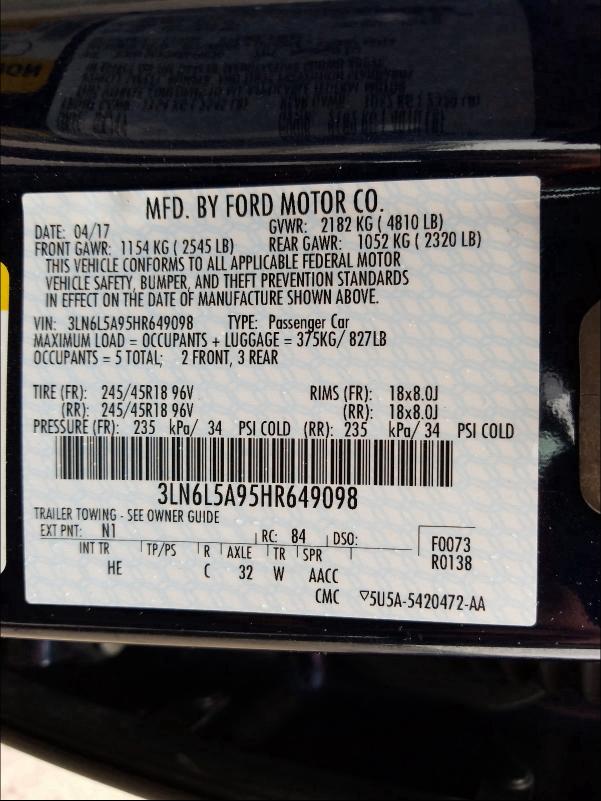 MFD. BY FORD MOTOR CO.
DATE: 04/17 GVWR: 2182 KG ( 4810 LB)
FRONT GAWR: 1154 KG ( 2545 LB) REAR GAWR: 1052 KG ( 2320 LB)
THIS VEHICLE CONFORMS TO ALL APPLICABLE FEDERAL MOTOR
VEHICLE SAFETY, BUMPER, AND THEFT PREVENTION STANDARDS
IN EFFECT ON THE DATE OF MANUFACTURE SHOWN ABOVE.
VIN: 3LN6L5A95HR649098 TYPE: Passenger Car
MAXIMUM LOAD = OCCUPANTS + LUGGAGE = 375KG/ 827LB
OCCUPANTS = 5 TOTAL; 2 FRONT, 3 REAR
TIRE (FR): 245/45R18 96V RIMS (FR): 18x8.0J
(RR): 245/45R18 96V (RR): 18x8.0J
PRESSURE (FR): 235 kPa/ 34 PSI COLD (RR): 235 kPa/ 34 PSI COLD
3LN6L5A95HR649098
TRAILER TOWING - SEE OWNER GUIDE
EXT PNT: N1 RC: 84 DSO: F0073
INT TR TP/PS R AXLE TR SPR R0138
HE C 32 W AACC
CMC ▽5U5A-5420472-AA